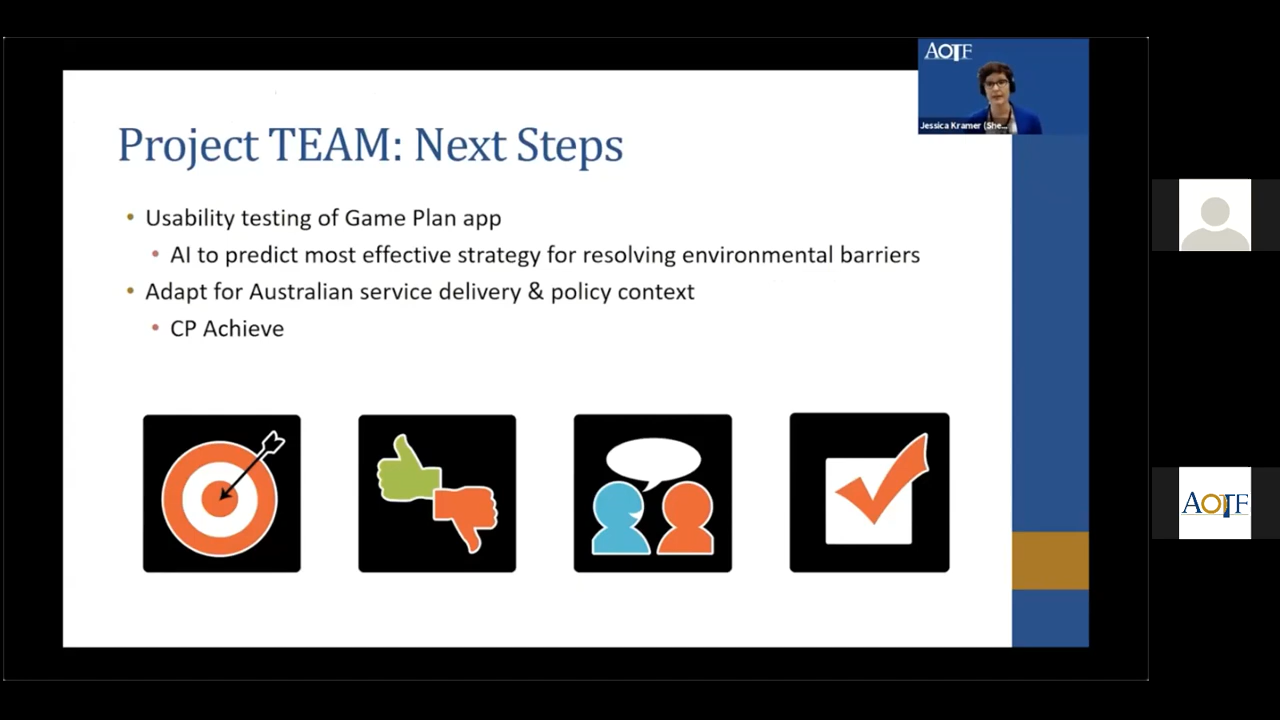 AOTF
Jessica Kramer (She...
Project TEAM: Next Steps
• Usability testing of Game Plan app
• AI to predict most effective strategy for resolving environmental barriers
• Adapt for Australian service delivery & policy context
• CP Achieve
AOTF